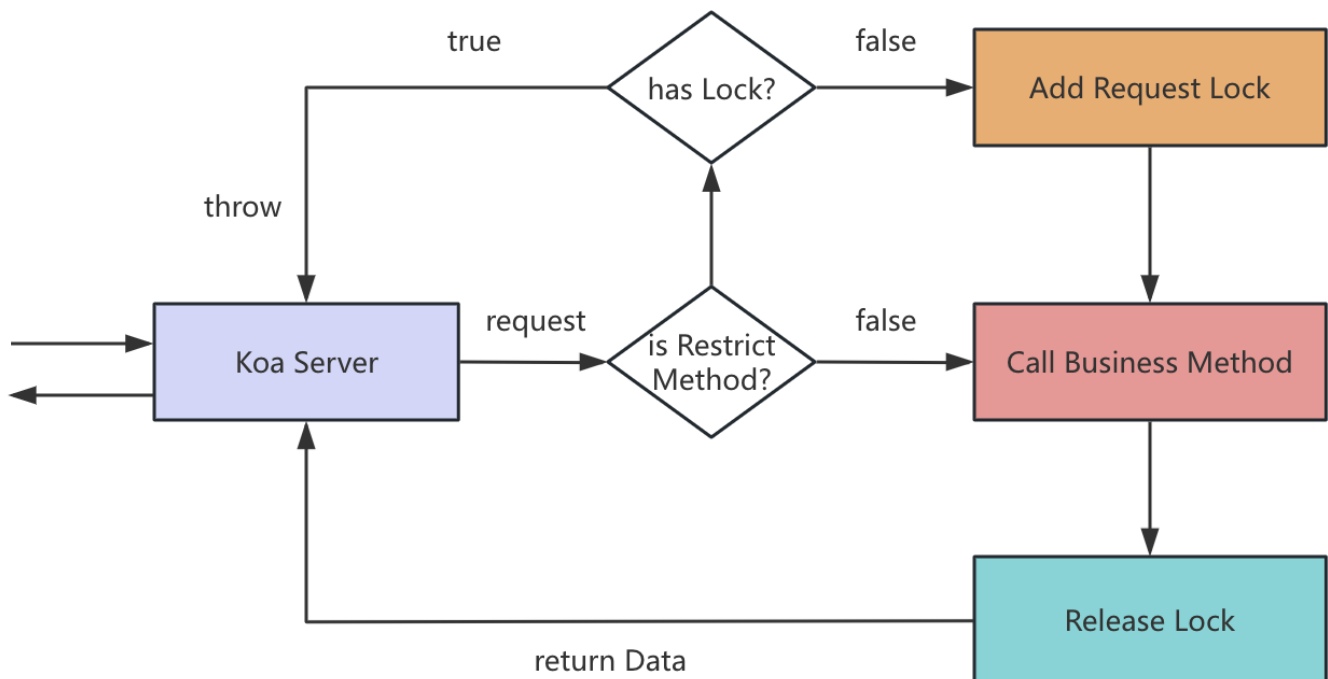 true
has Lock?
false
Add Request Lock
throw
Koa Server
request
is Restrict
Method?
false
Call Business Method
Release Lock
return Data